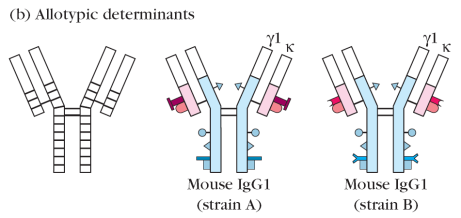 (b) Allotypic determinants
γ1
κ
γ1
κ
Mouse IgG1
(strain A)
Mouse IgG1
(strain B)